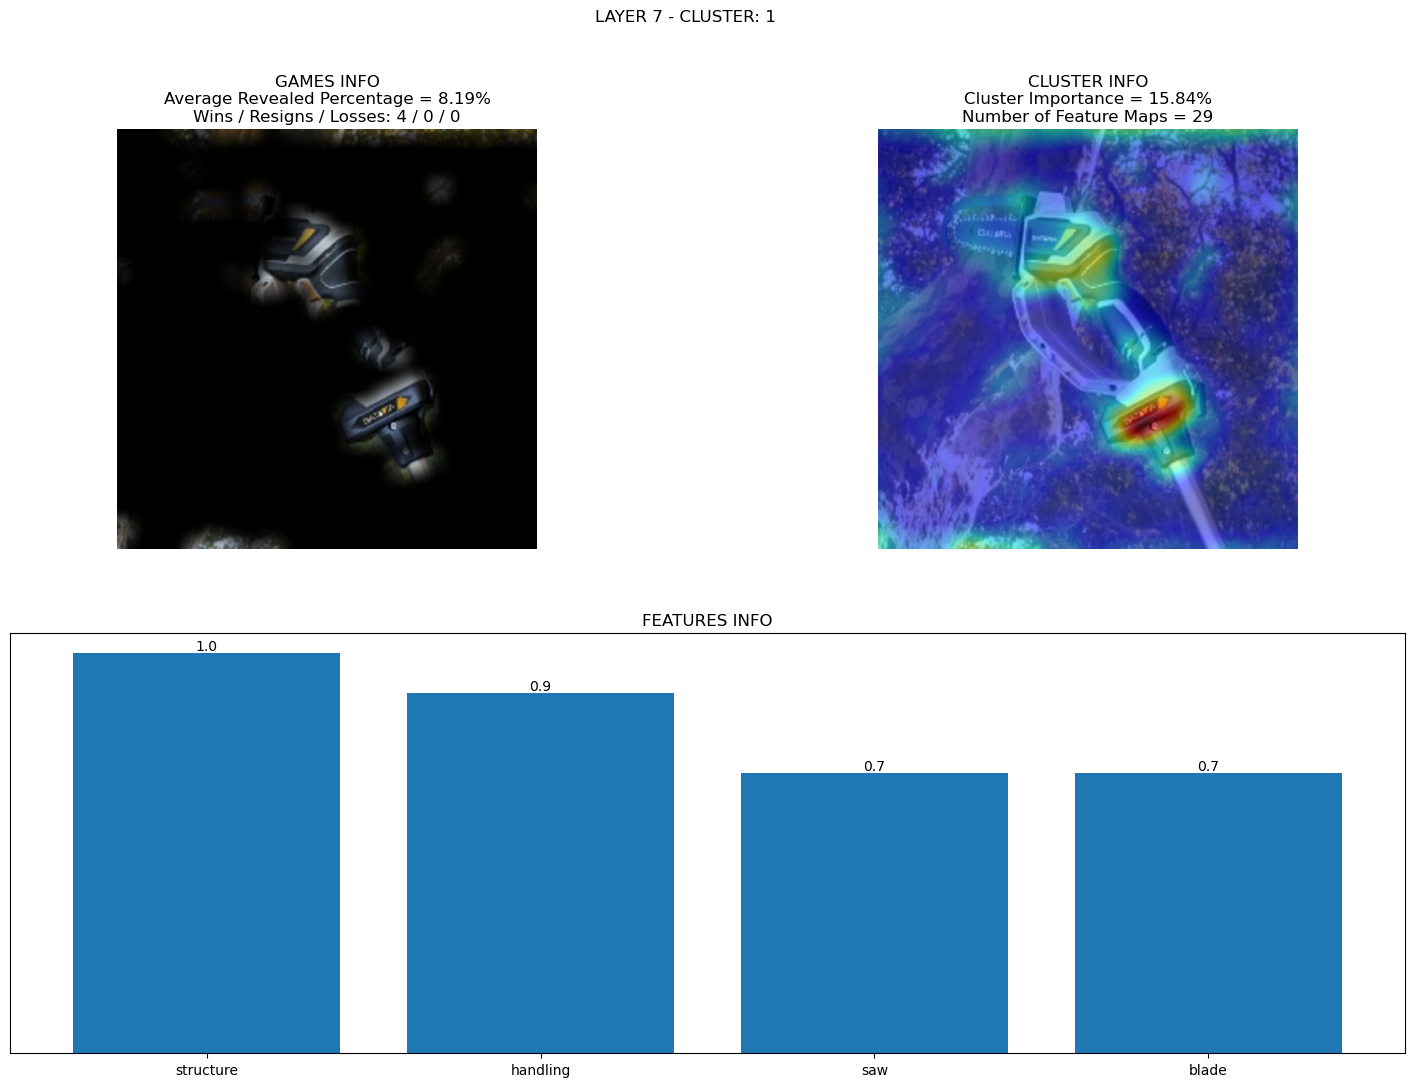 LAYER 7 - CLUSTER: 1
GAMES INFO
Average Revealed Percentage = 8.19%
Wins / Resigns / Losses: 4 / 0 / 0
CLUSTER INFO
Cluster Importance = 15.84%
Number of Feature Maps = 29
FEATURES INFO
1.0
0.9
0.7
0.7
structure
handling
saw
blade